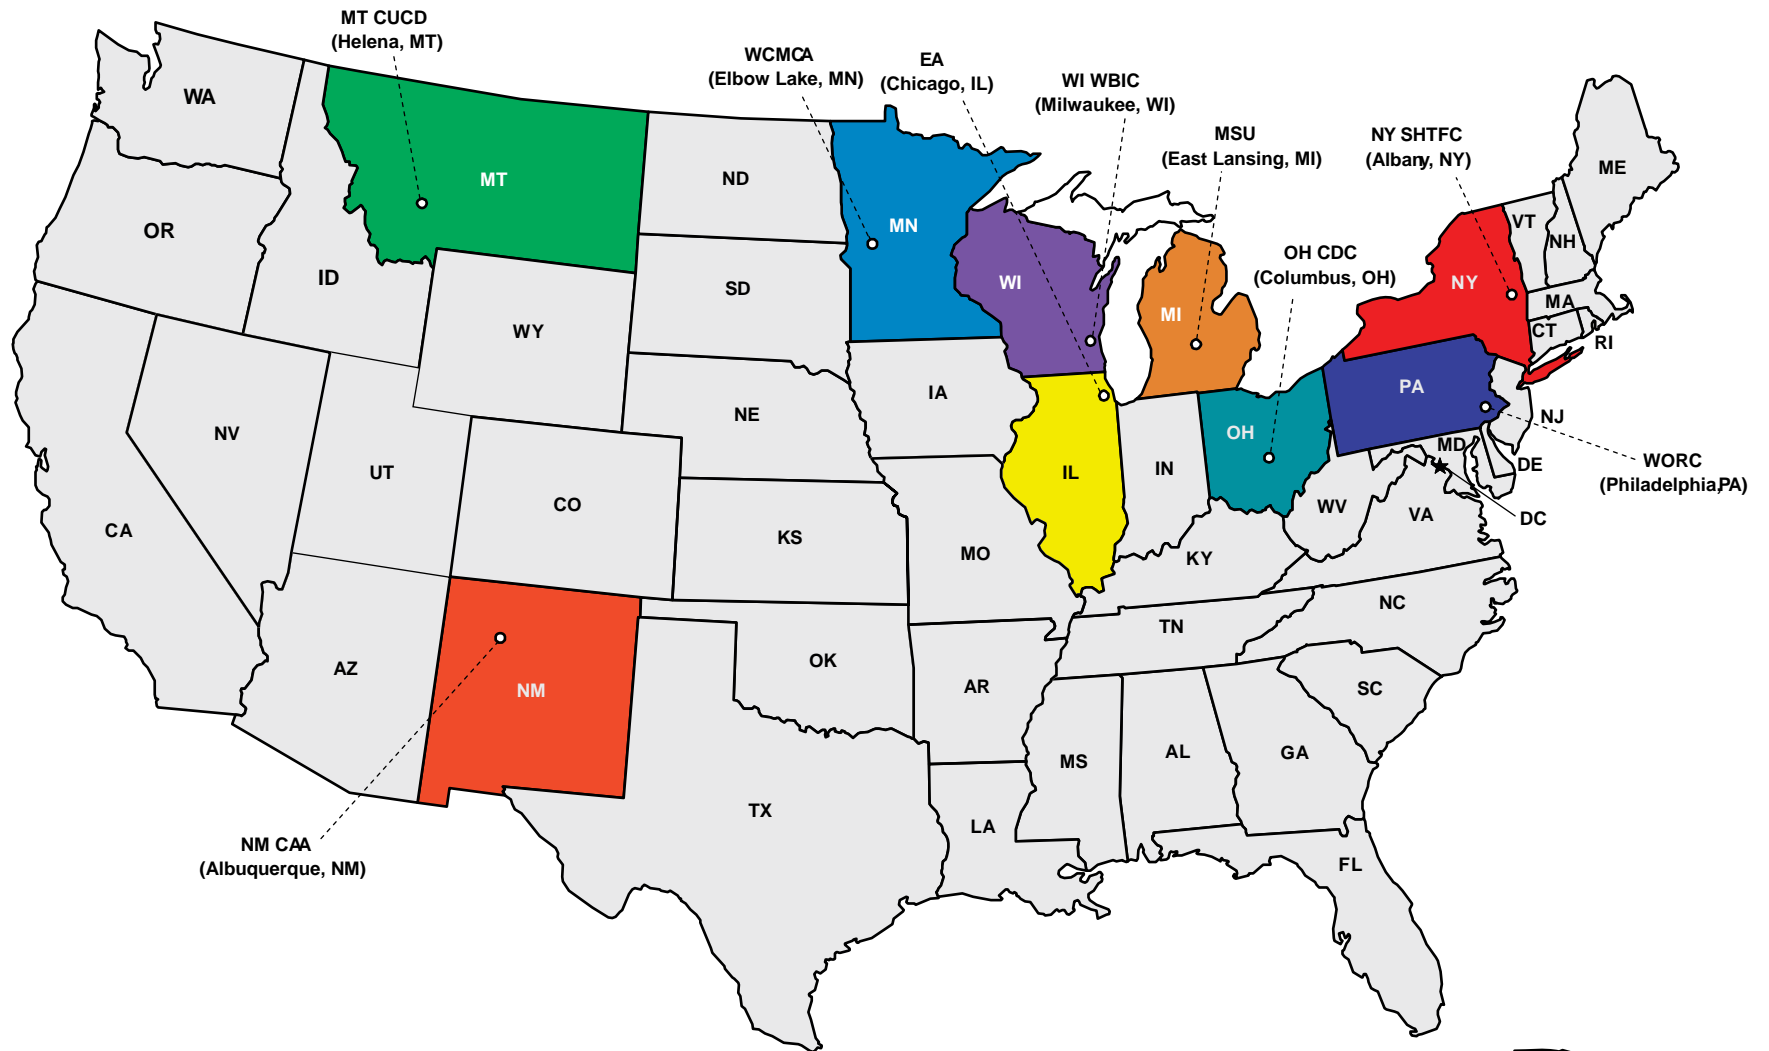 MT CUCD
(Helena, MT)
WCMCA
(Elbow Lake, MN)
EA
(Chicago, IL)
WI WBIC
(Milwaukee, WI)
MSU
(East Lansing, MI)
NY SHTFC
(Albany, NY)
OH CDC
(Columbus, OH)
WORC
(Philadelphia,PA)
NM CAA
(Albuquerque, NM)
WA
MT
ND
MN
ME
OR
ID
SD
WI
MI
NY
VT
NH
MA
CT
RI
WY
NE
IA
PA
NJ
NV
UT
CO
IL
IN
OH
MD
DE
DC
CA
KS
MO
WV
VA
KY
AZ
NM
OK
AR
TN
NC
SC
TX
LA
MS
AL
GA
FL